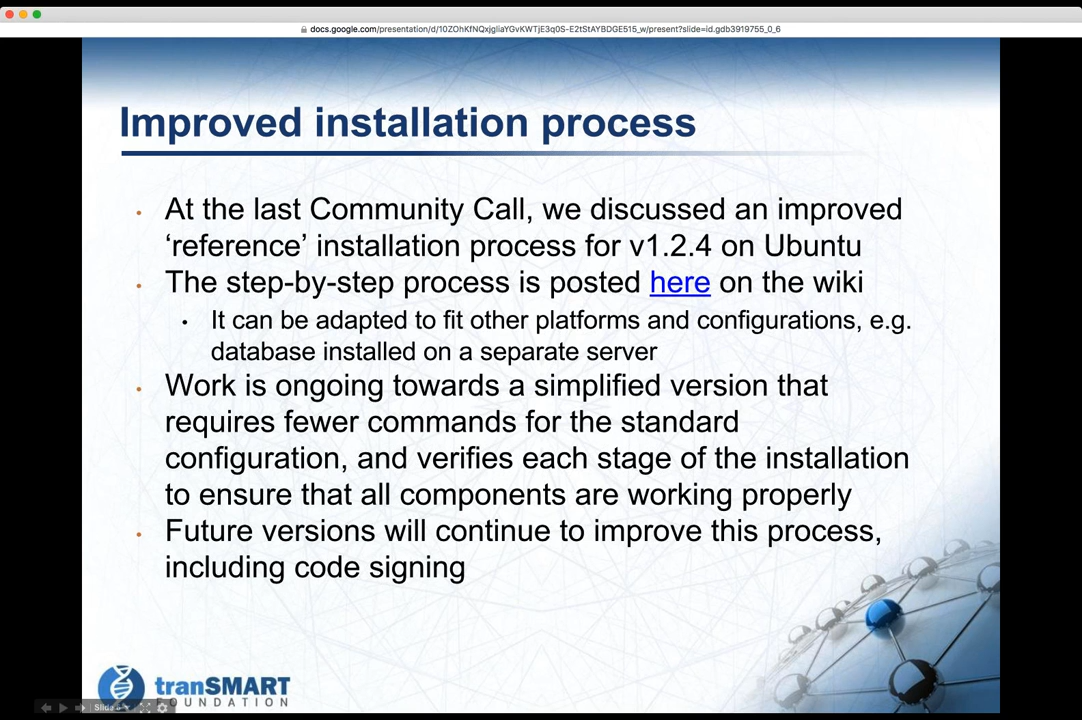 docs.google.com/presentation/d/10ZOhKfNQxjgliaYGvKWTjE3q0S-E2tStAYBDGE515_w/present?slide=id.gdb3919755_0_6
Improved installation process
• At the last Community Call, we discussed an improved
‘reference’ installation process for v1.2.4 on Ubuntu
• The step-by-step process is posted here on the wiki
• It can be adapted to fit other platforms and configurations, e.g.
database installed on a separate server
• Work is ongoing towards a simplified version that
requires fewer commands for the standard
configuration, and verifies each stage of the installation
to ensure that all components are working properly
• Future versions will continue to improve this process,
including code signing
tranSMART
FOUNDATION
Slide